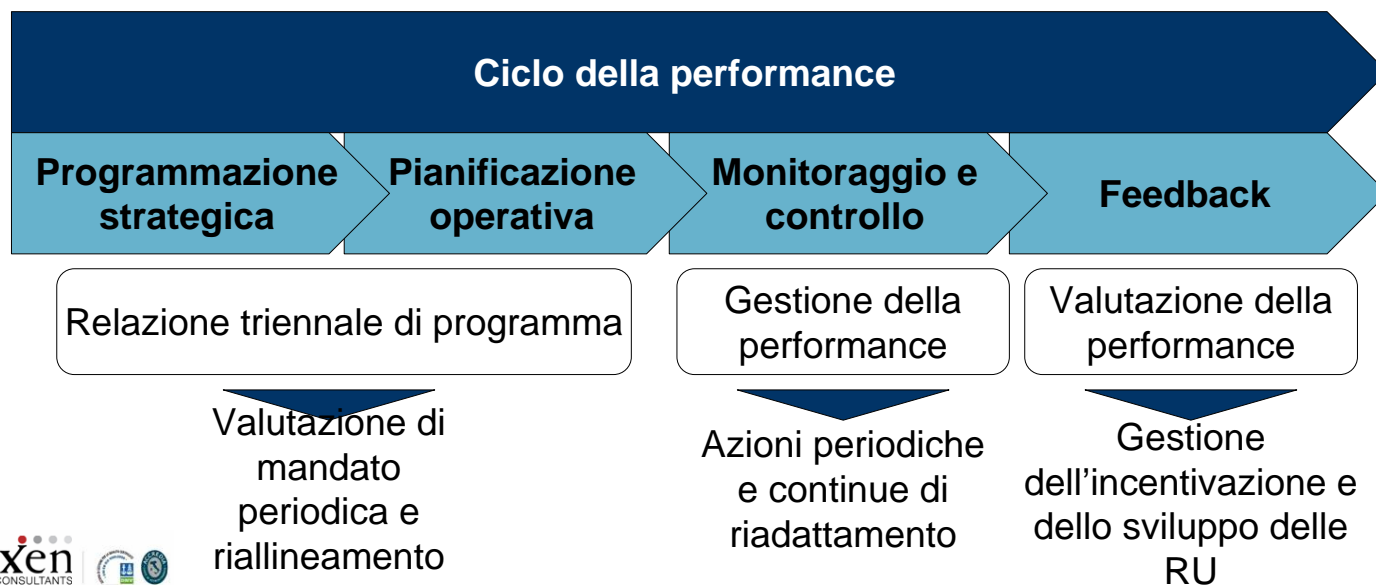 Ciclo della performance
Programmazione
strategica
Pianificazione
operativa
Monitoraggio e
controllo
Feedback
Relazione triennale di programma
Gestione della
performance
Valutazione della
performance
Valutazione di
mandato
periodica e
riallineamento
Azioni periodiche
e continue di
riadattamento
Gestione
dell’incentivazione e
dello sviluppo delle
RU
xen
CONSULTANTS